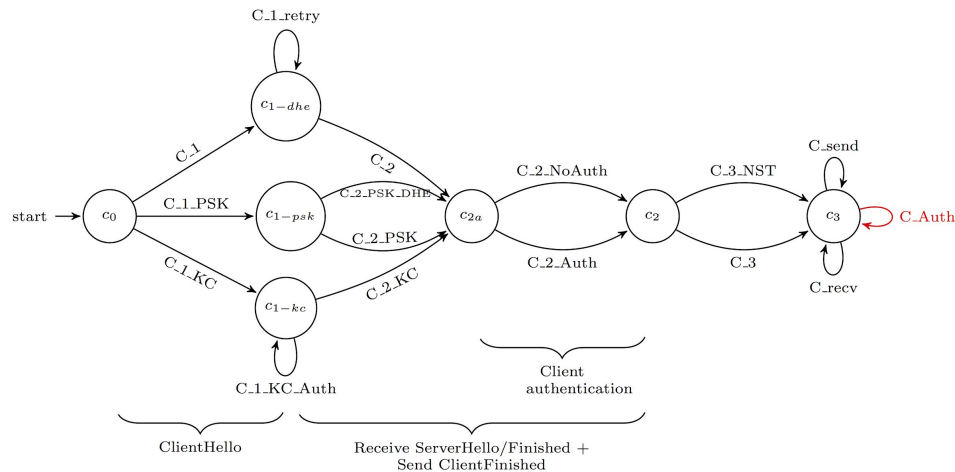 C_1_retry
c1−dhe
C_1
C_2
C_2_PSK_DHE
C_2_NoAuth
C_3_NST
C_send
start
c0
C_1_PSK
c1−psk
c2a
c2
c3
C_Auth
C_2_PSK
C_2_Auth
C_3
C_1_KC
C_2_KC
C_recv
c1−kc
C_1_KC_Auth
Client
authentication
ClientHello
Receive ServerHello/Finished +
Send ClientFinished